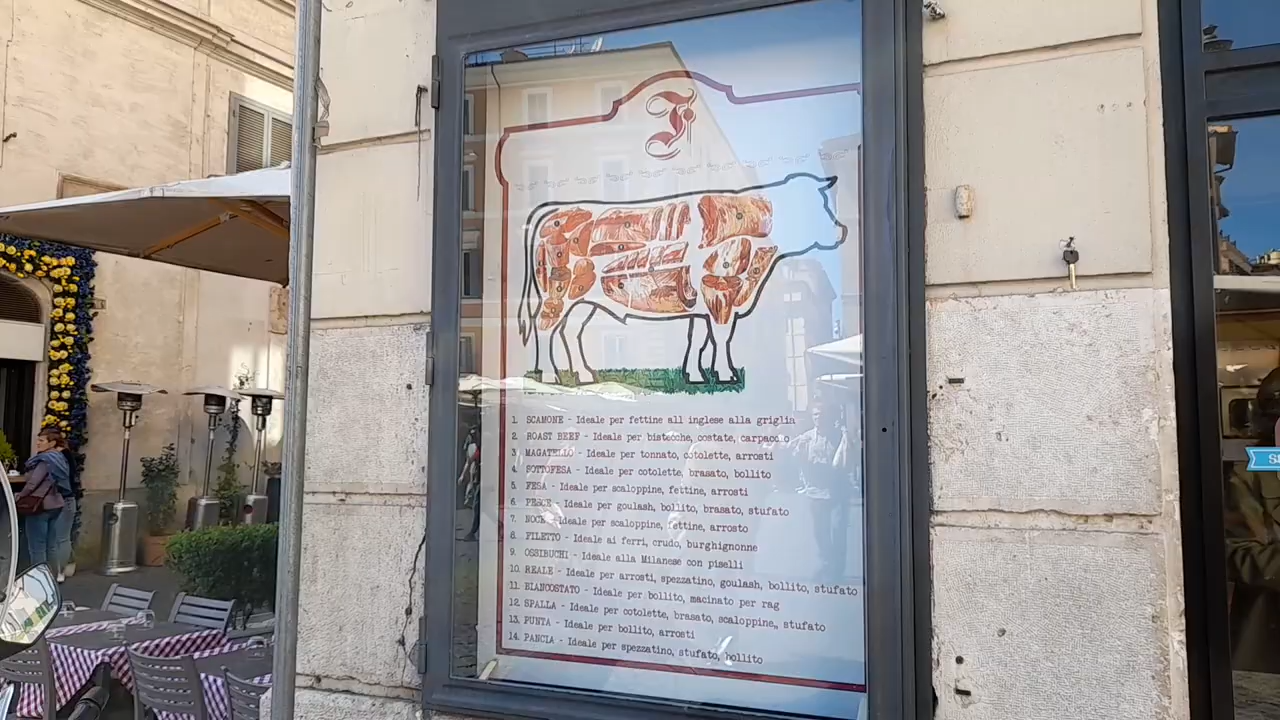 1. SCAMONE - Ideale per fettine all inglese alla griglia
2. ROAST BEEF - Ideale per bistecche, costate, carpaccio
3. MAGATELLO - Ideale per tonnato, cotolette, arrosti
4. SOTTOFESA - Ideale per cotolette, brasato, bollito
5. FESA - Ideale per scaloppine, fettine, arrosti
6. PESCE - Ideale per goulash, bollito, brasato, stufato
7. NOCE - Ideale per scaloppine, fettine, arrosto
8. FILETTO - Ideale ai ferri, crudo, burghignonne
9. OSSIBUCHI - Ideale alla Milanese con piselli
10. REALE - Ideale per arrosti, spezzatino, goulash, bollito, stufato
11. BIANCOSTATO - Ideale per bollito, macinato per rag
12. SPALLA - Ideale per cotolette, brasato, scaloppine,, stufato
13. PUNTA - Ideale per bollito, arrosti
14. PANCIA - Ideale per spezzatino, stufato, bollito